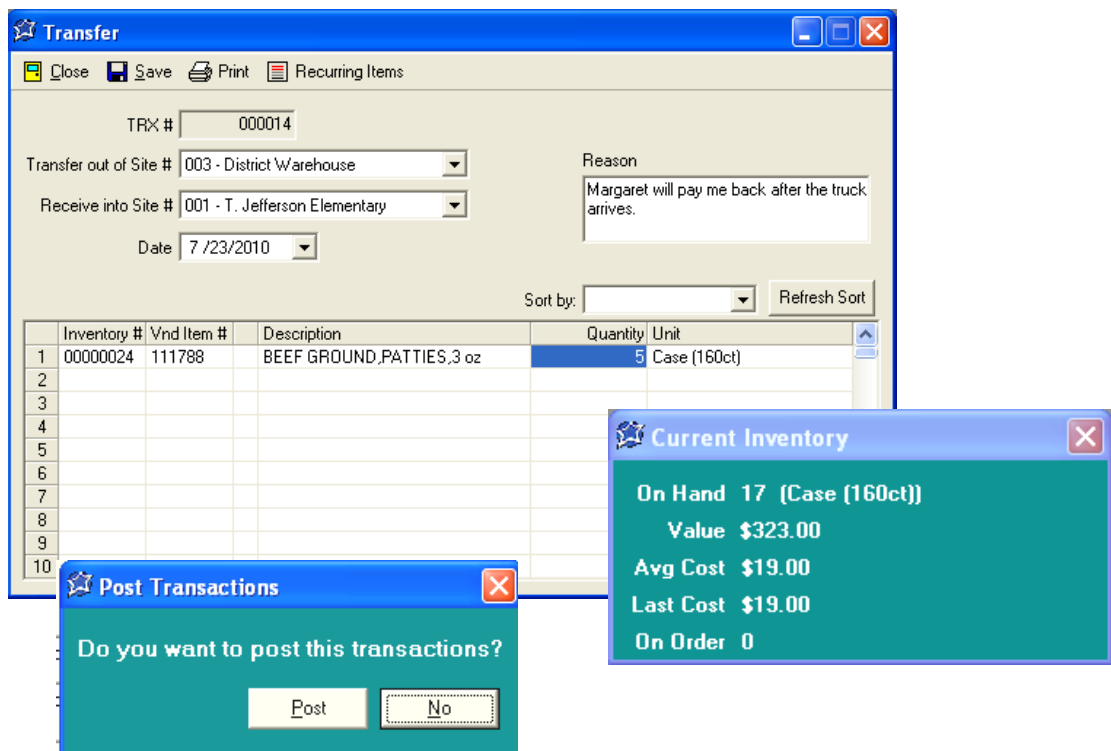 Transfer
Close Save Print Recurring Items
TRX # 000014
Transfer out of Site # 003 - District Warehouse
Receive into Site # 001 - T. Jefferson Elementary
Date 7 /23/2010
Reason
Margaret will pay me back after the truck
arrives.
Sort by: Refresh Sort
Inventory # Vnd Item # Description Quantity Unit
1 00000024 111788 BEEF GROUND,PATTIES,3 oz 5 Case (160ct)
2
3
4
5
6
7
8
9
10
Current Inventory
On Hand 17 (Case (160ct))
Value $323.00
Avg Cost $19.00
Last Cost $19.00
On Order 0
Post Transactions
Do you want to post this transactions?
Post No